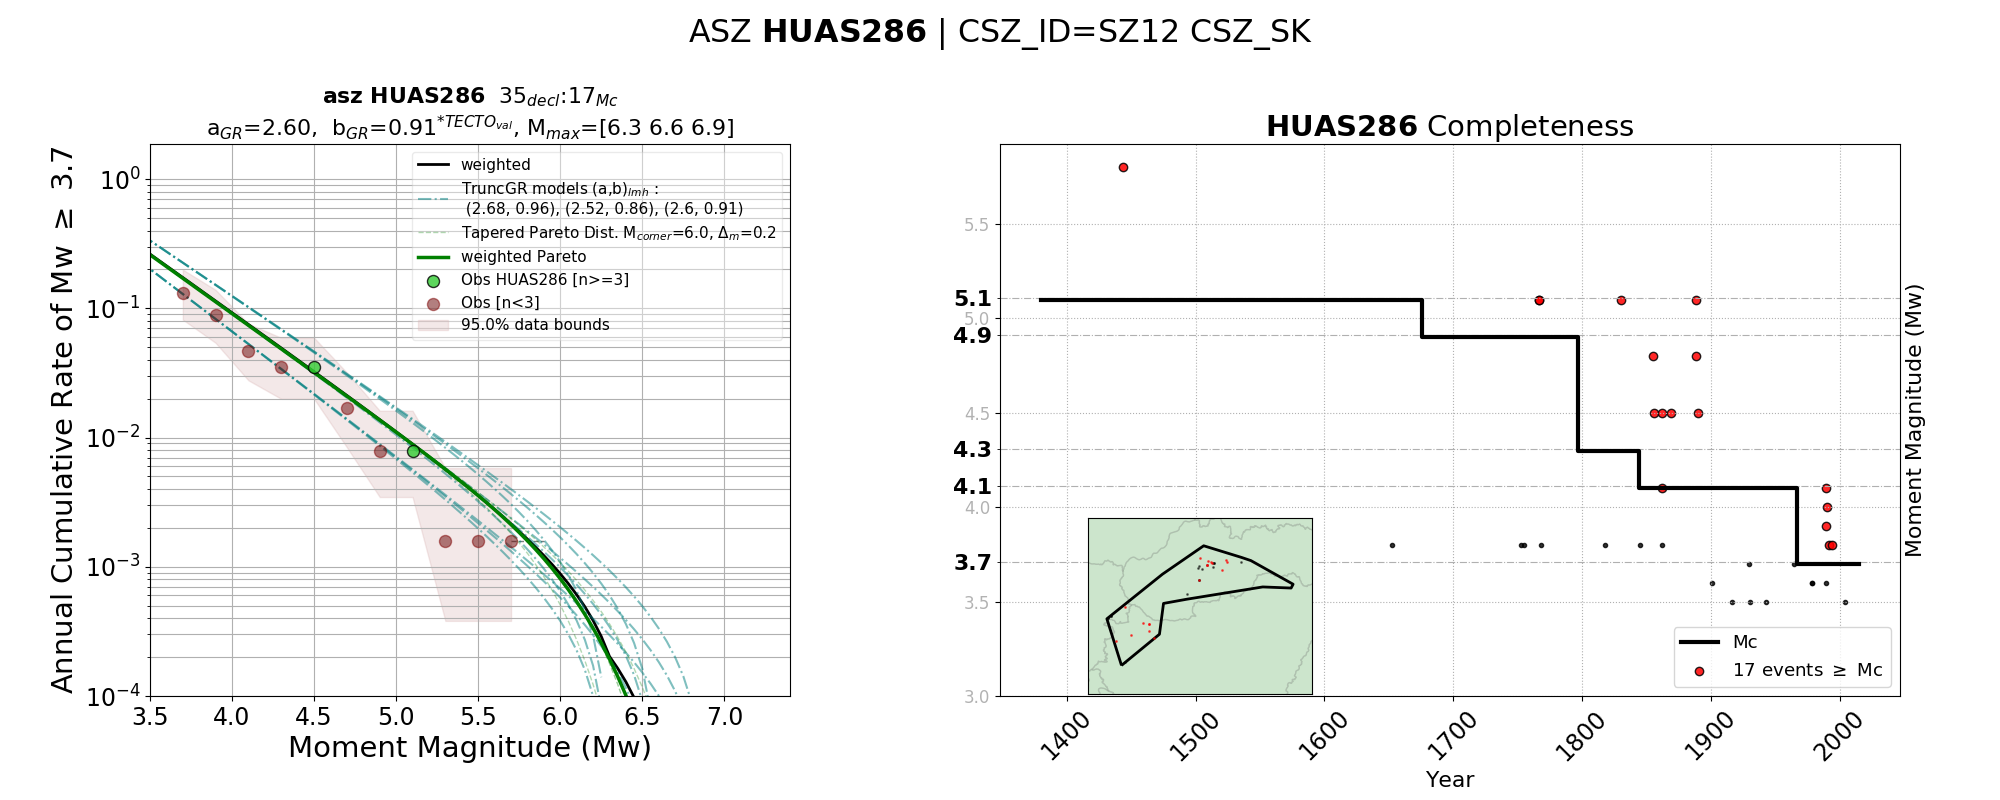 ASZ HUAS286 | CSZ_ID=SZ12 CSZ_SK
asz HUAS286 35decl:17Mc
aGR=2.60, bGR=0.91*TECTOval, Mmax=[6.3 6.6 6.9]
Annual Cumulative Rate of Mw ≥ 3.7
10^0
10^-1
10^-2
10^-3
10^-4
weighted
TruncGR models (a,b)lmh :
(2.68, 0.96), (2.52, 0.86), (2.6, 0.91)
Tapered Pareto Dist. Mcorner=6.0, Δm=0.2
weighted Pareto
Obs HUAS286 [n>=3]
Obs [n<3]
95.0% data bounds
3.5 4.0 4.5 5.0 5.5 6.0 6.5 7.0
Moment Magnitude (Mw)
HUAS286 Completeness
5.5
5.1
5.0
4.9
4.5
4.3
4.1
4.0
3.7
3.5
3.0
Moment Magnitude (Mw)
Mc
17 events ≥ Mc
1400 1500 1600 1700 1800 1900 2000
Year